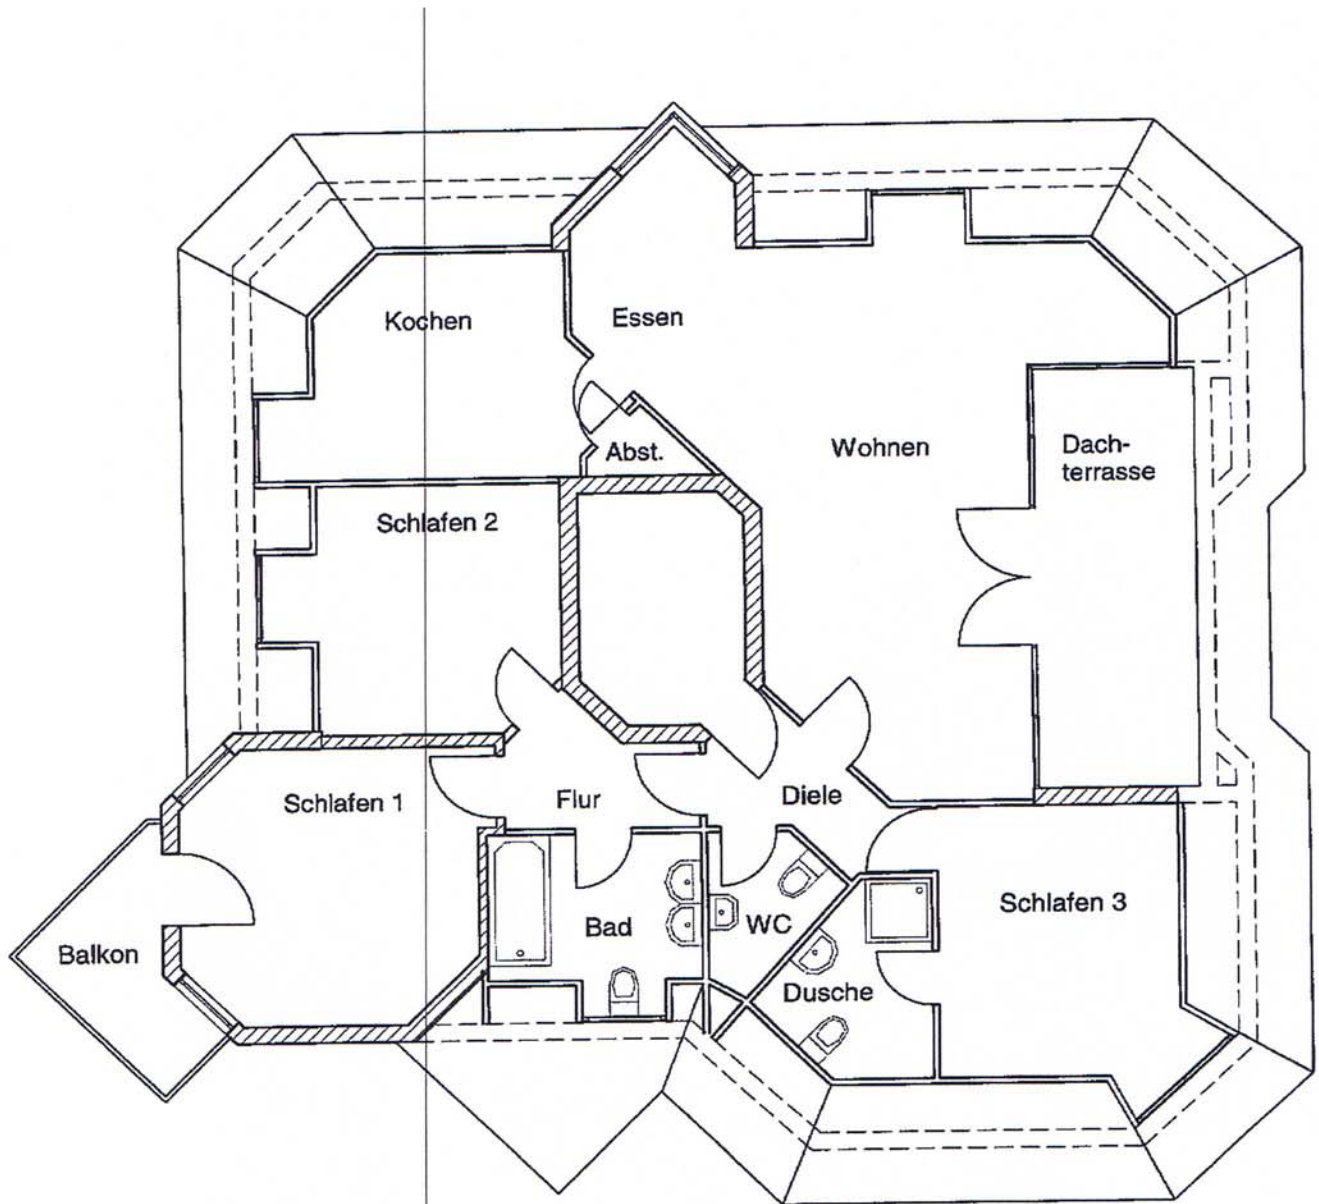 Kochen
Essen
Abst.
Wohnen
Dach-
terrasse
Schlafen 2
Schlafen 1
Flur
Diele
Balkon
Bad
WC
Schlafen 3
Dusche